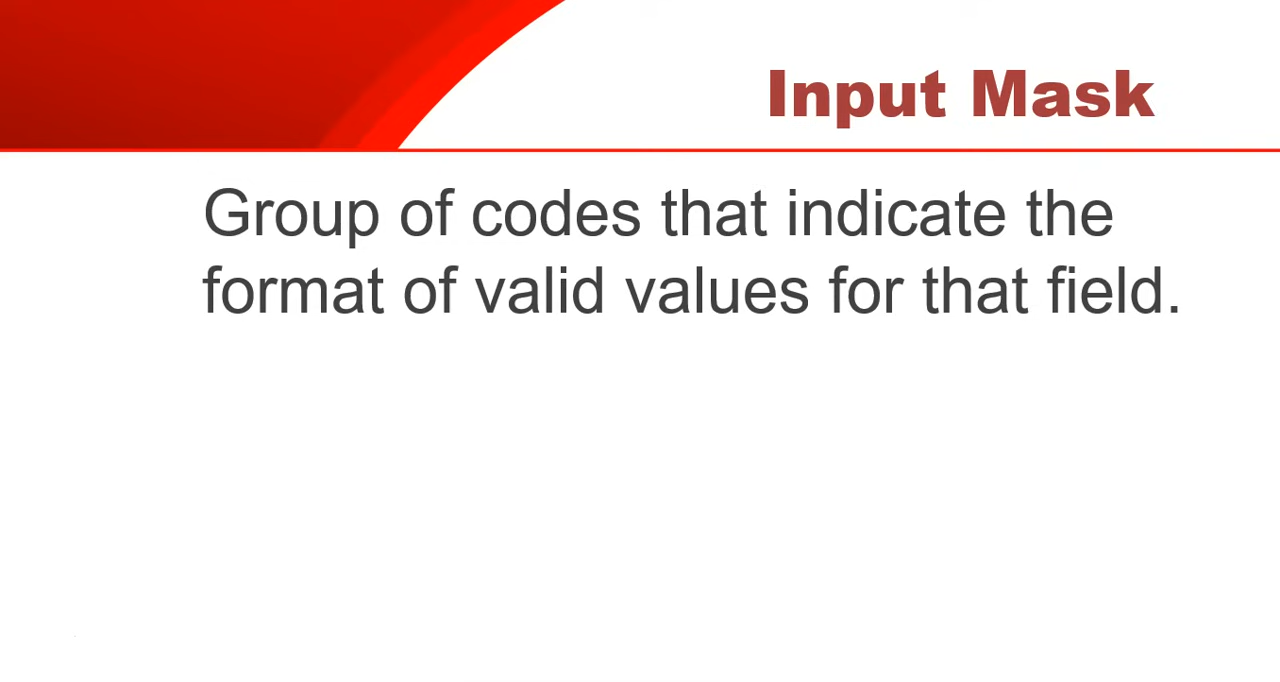 Input Mask
Group of codes that indicate the
format of valid values for that field.